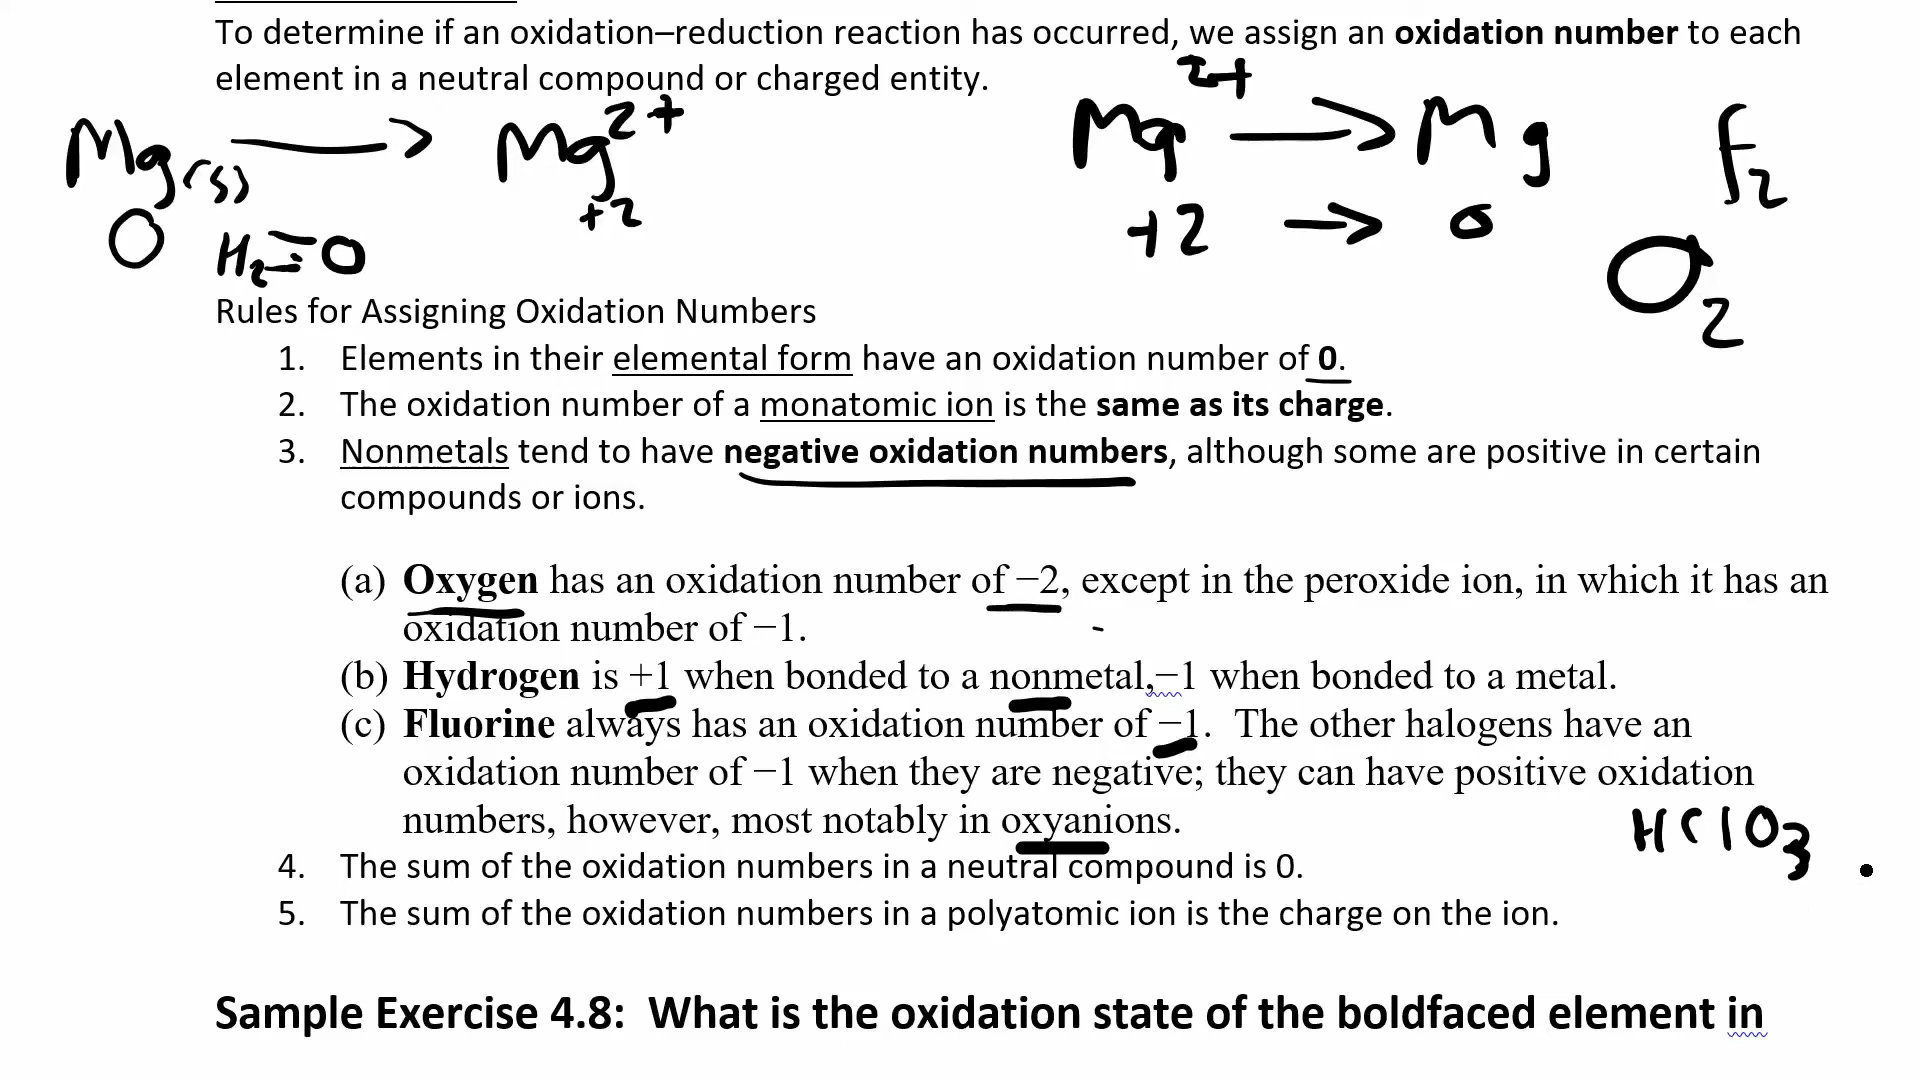 To determine if an oxidation–reduction reaction has occurred, we assign an oxidation number to each
element in a neutral compound or charged entity.
Mg(s) → Mg2+
Mg2+ → Mg
F2
0
+2
+2 → 0
H2 = 0
O2
Rules for Assigning Oxidation Numbers
1. Elements in their elemental form have an oxidation number of 0.
2. The oxidation number of a monatomic ion is the same as its charge.
3. Nonmetals tend to have negative oxidation numbers, although some are positive in certain
compounds or ions.
(a) Oxygen has an oxidation number of −2, except in the peroxide ion, in which it has an
oxidation number of −1.
(b) Hydrogen is +1 when bonded to a nonmetal,−1 when bonded to a metal.
(c) Fluorine always has an oxidation number of −1. The other halogens have an
oxidation number of −1 when they are negative; they can have positive oxidation
numbers, however, most notably in oxyanions.
HClO3
4. The sum of the oxidation numbers in a neutral compound is 0.
5. The sum of the oxidation numbers in a polyatomic ion is the charge on the ion.
Sample Exercise 4.8: What is the oxidation state of the boldfaced element in